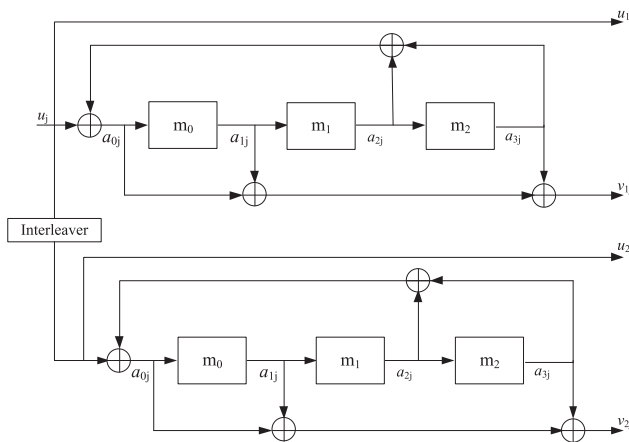 u₁
uⱼ
a₀ⱼ
m₀
a₁ⱼ
m₁
a₂ⱼ
m₂
a₃ⱼ
v₁
Interleaver
u₂
a₀ⱼ
m₀
a₁ⱼ
m₁
a₂ⱼ
m₂
a₃ⱼ
v₂